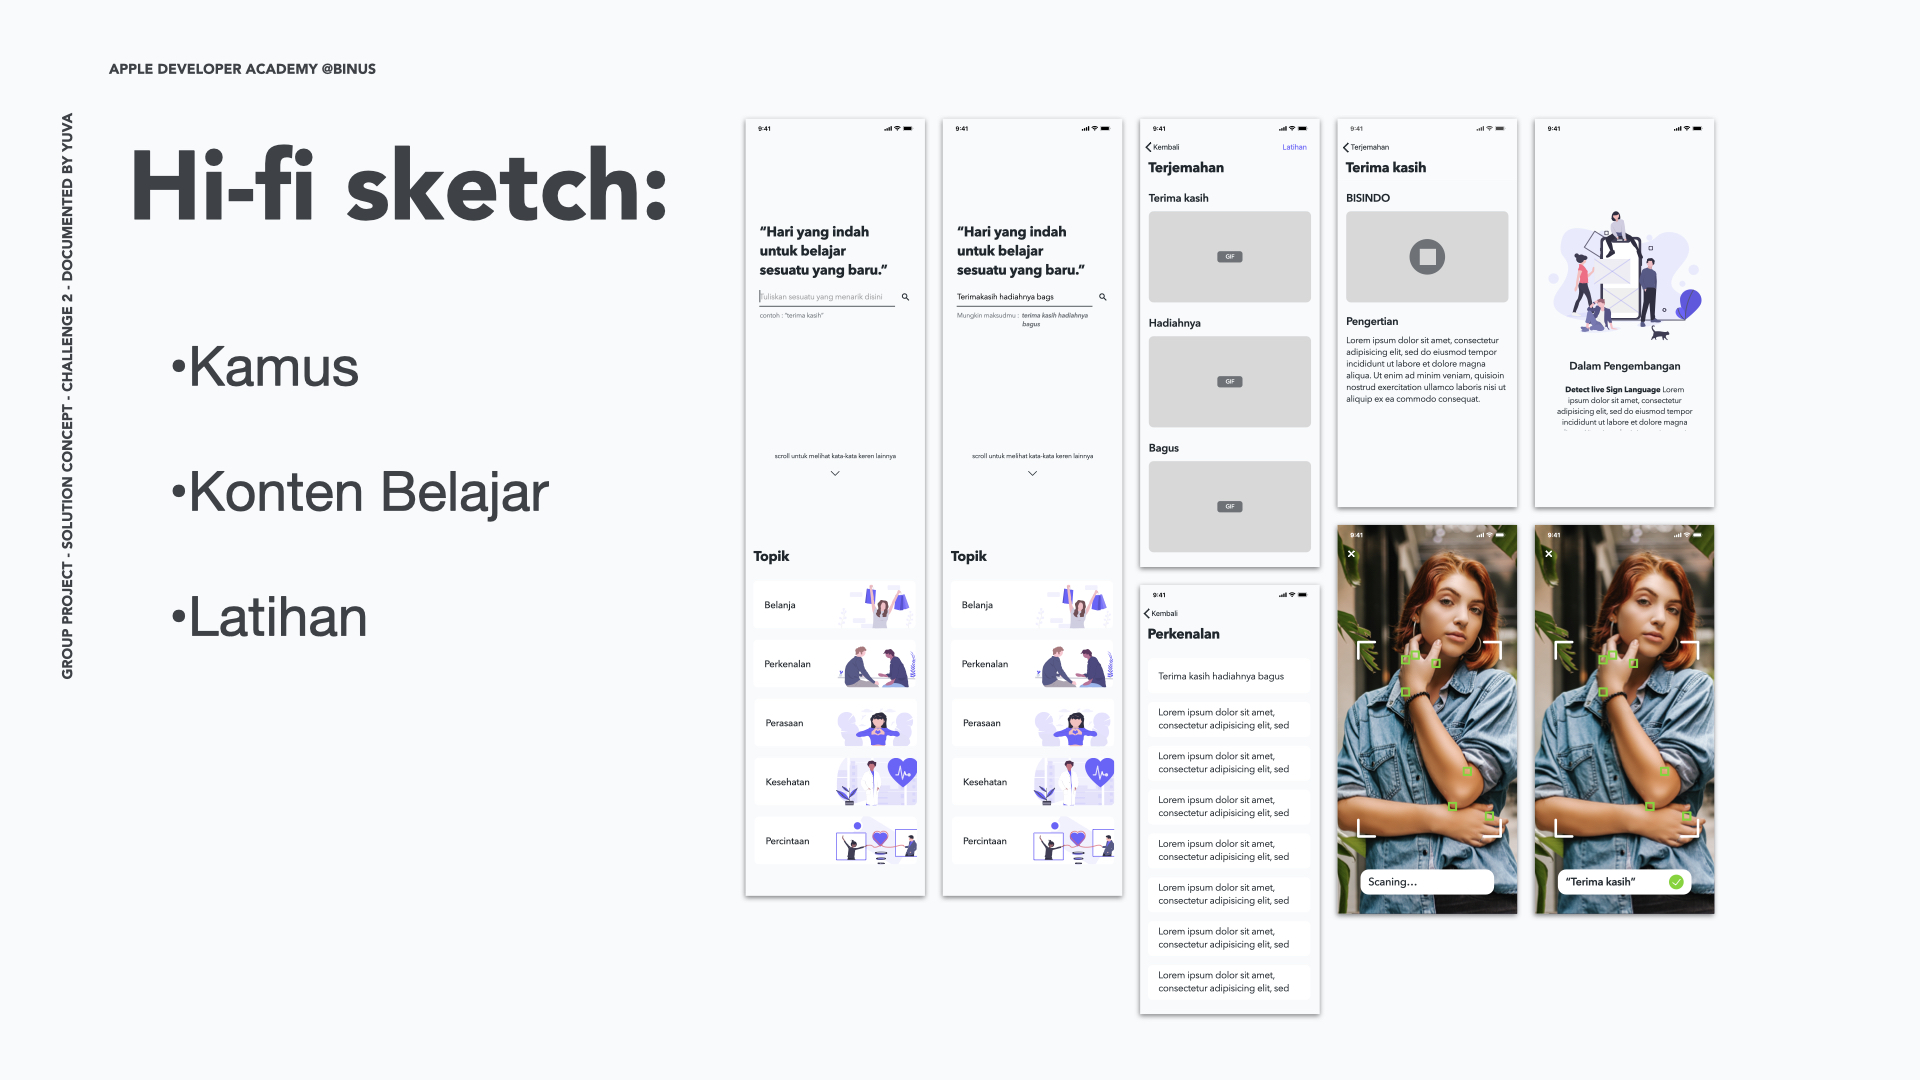 APPLE DEVELOPER ACADEMY @BINUS
GROUP PROJECT - SOLUTION CONCEPT - CHALLENGE 2 - DOCUMENTED BY YUVA
Hi-fi sketch:
•Kamus
•Konten Belajar
•Latihan
9:41
“Hari yang indah
untuk belajar
sesuatu yang baru.”
Tuliskan sesuatu yang menarik disini
contoh : “terima kasih”
scroll untuk melihat kata-kata keren lainnya
Topik
Belanja
Perkenalan
Perasaan
Kesehatan
Percintaan
9:41
“Hari yang indah
untuk belajar
sesuatu yang baru.”
Terimakasih hadiahnya bags
Mungkin maksudmu : terima kasih hadiahnya
bagus
scroll untuk melihat kata-kata keren lainnya
Topik
Belanja
Perkenalan
Perasaan
Kesehatan
Percintaan
9:41
Kembali
Latihan
Terjemahan
Terima kasih
GIF
Hadiahnya
GIF
Bagus
GIF
9:41
Kembali
Perkenalan
Terima kasih hadiahnya bagus
Lorem ipsum dolor sit amet,
consectetur adipisicing elit, sed
Lorem ipsum dolor sit amet,
consectetur adipisicing elit, sed
Lorem ipsum dolor sit amet,
consectetur adipisicing elit, sed
Lorem ipsum dolor sit amet,
consectetur adipisicing elit, sed
Lorem ipsum dolor sit amet,
consectetur adipisicing elit, sed
Lorem ipsum dolor sit amet,
consectetur adipisicing elit, sed
Lorem ipsum dolor sit amet,
consectetur adipisicing elit, sed
9:41
Terjemahan
Terima kasih
BISINDO
Pengertian
Lorem ipsum dolor sit amet, consectetur
adipisicing elit, sed do eiusmod tempor
incididunt ut labore et dolore magna
aliqua. Ut enim ad minim veniam, quisioin
nostrud exercitation ullamco laboris nisi ut
aliquip ex ea commodo consequat.
9:41
Dalam Pengembangan
Detect live Sign Language Lorem
ipsum dolor sit amet, consectetur
adipisicing elit, sed do eiusmod tempor
incididunt ut labore et dolore magna
9:41
Scaning...
9:41
“Terima kasih”